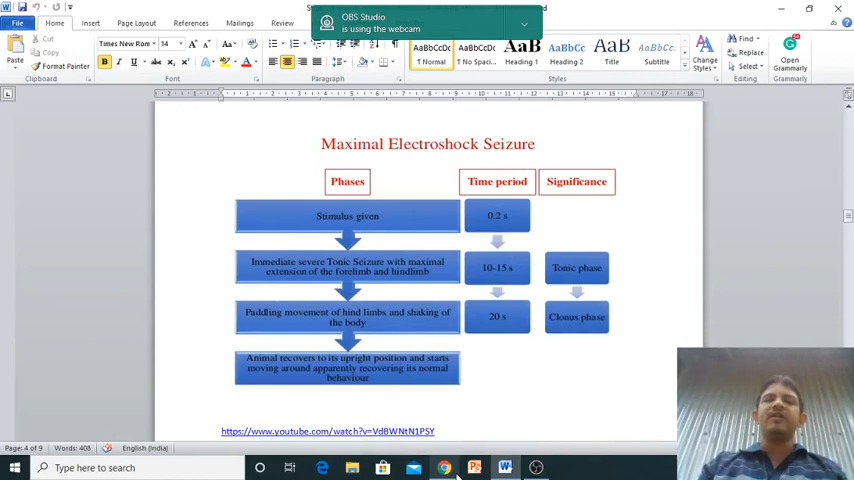 OBS Studio
is using the webcam
File Home Insert Page Layout References Mailings Review
Cut
Copy
Format Painter
Paste
Times New Rom 14
AaBbCcDc AaBbCcDc AaB AaBbCc AaB AaBbCc.
¶ Normal ¶ No Spaci... Heading 1 Heading 2 Title Subtitle
Change
Styles
Find
Replace
Select
Open
Grammarly
Clipboard Font Paragraph Styles Editing Grammarly
Maximal Electroshock Seizure
Phases Time period Significance
Stimulus given 0.2 s
Immediate severe Tonic Seizure with maximal
extension of the forelimb and hindlimb
10-15 s Tonic phase
Paddling movement of hind limbs and shaking of
the body
20 s Clonus phase
Animal recovers to its upright position and starts
moving around apparently recovering its normal
behaviour
https://www.youtube.com/watch?v=VdBWNtN1PSY
Page: 4 of 9 Words: 408 English (India)
Type here to search